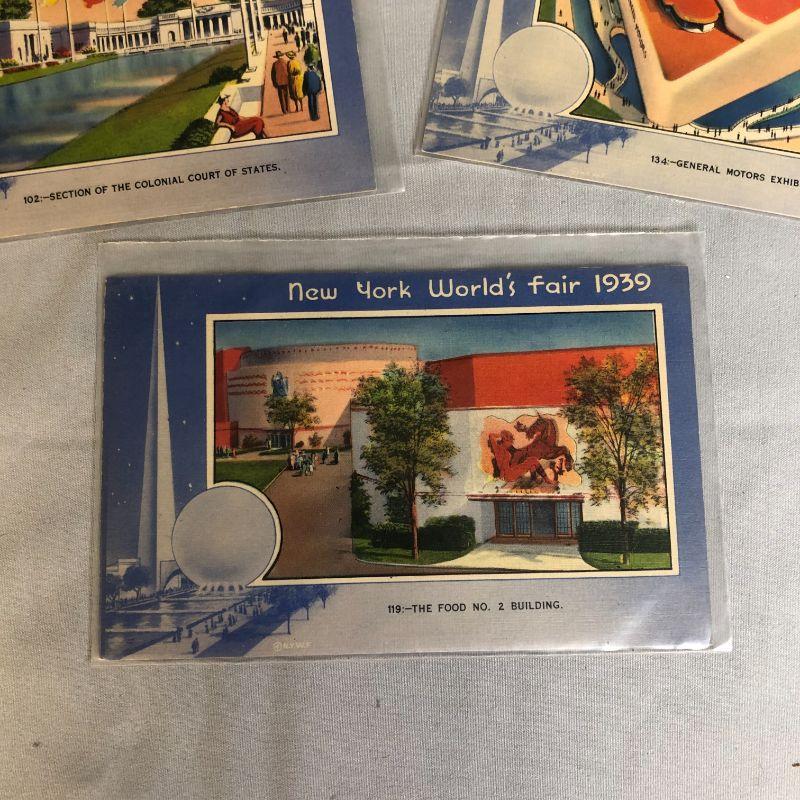 102:—SECTION OF THE COLONIAL COURT OF STATES.
134:—GENERAL MOTORS EXHIB
New York World's Fair 1939
119:—THE FOOD NO. 2 BUILDING.
© N.Y.W.F.